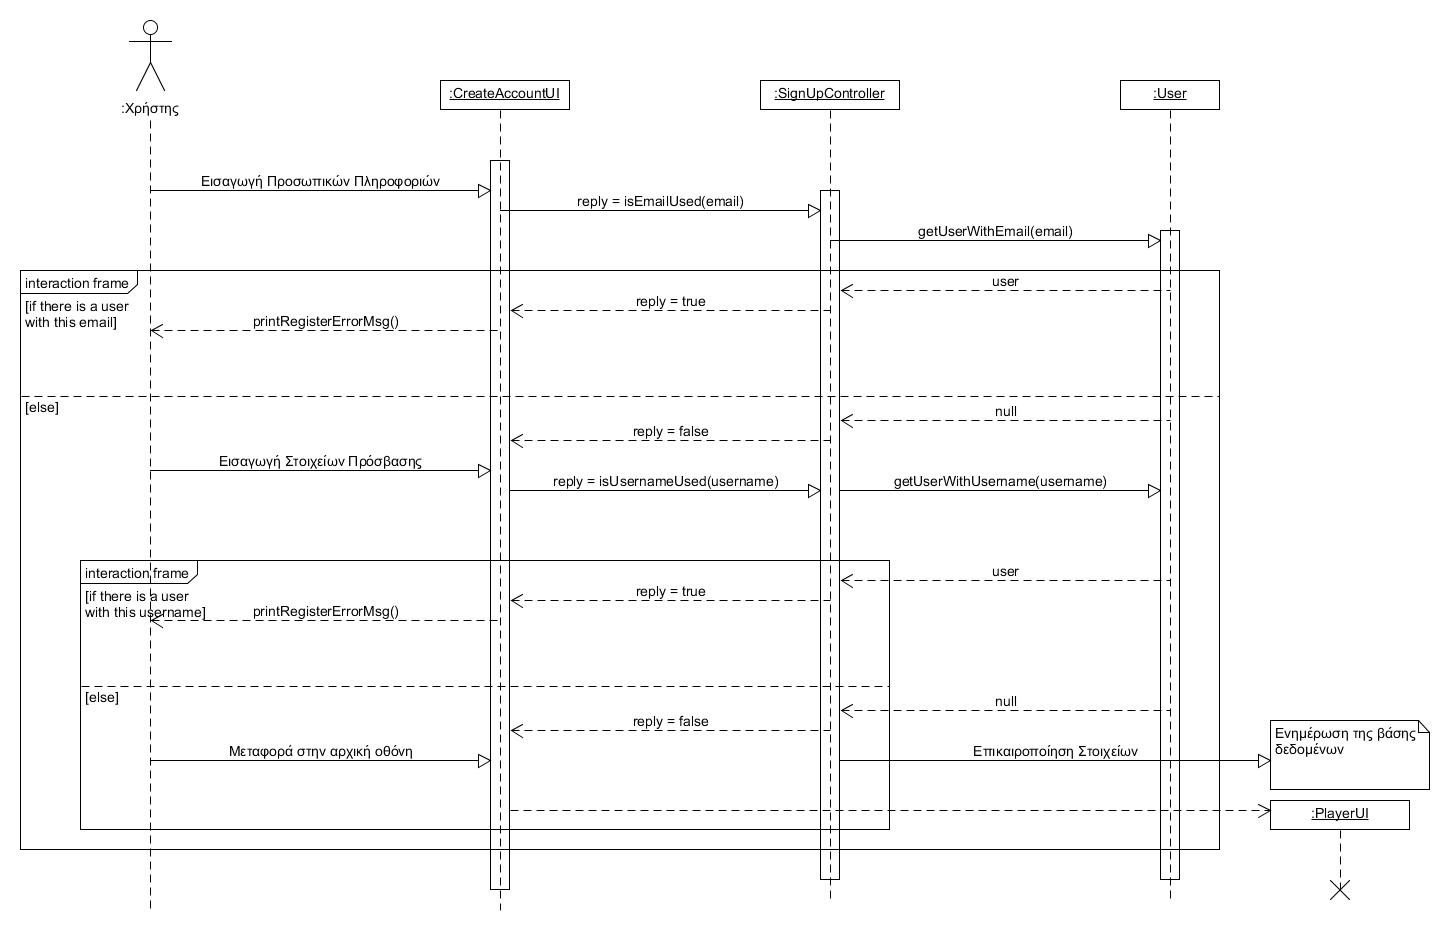 :Χρήστης
:CreateAccountUI
:SignUpController
:User
Εισαγωγή Προσωπικών Πληροφοριών
reply = isEmailUsed(email)
getUserWithEmail(email)
interaction frame
[if there is a user
with this email]
user
reply = true
printRegisterErrorMsg()
[else]
null
reply = false
Εισαγωγή Στοιχείων Πρόσβασης
reply = isUsernameUsed(username)
getUserWithUsername(username)
interaction frame
[if there is a user
with this username]
user
reply = true
printRegisterErrorMsg()
[else]
null
reply = false
Μεταφορά στην αρχική οθόνη
Επικαιροποίηση Στοιχείων
Ενημέρωση της βάσης
δεδομένων
:PlayerUI